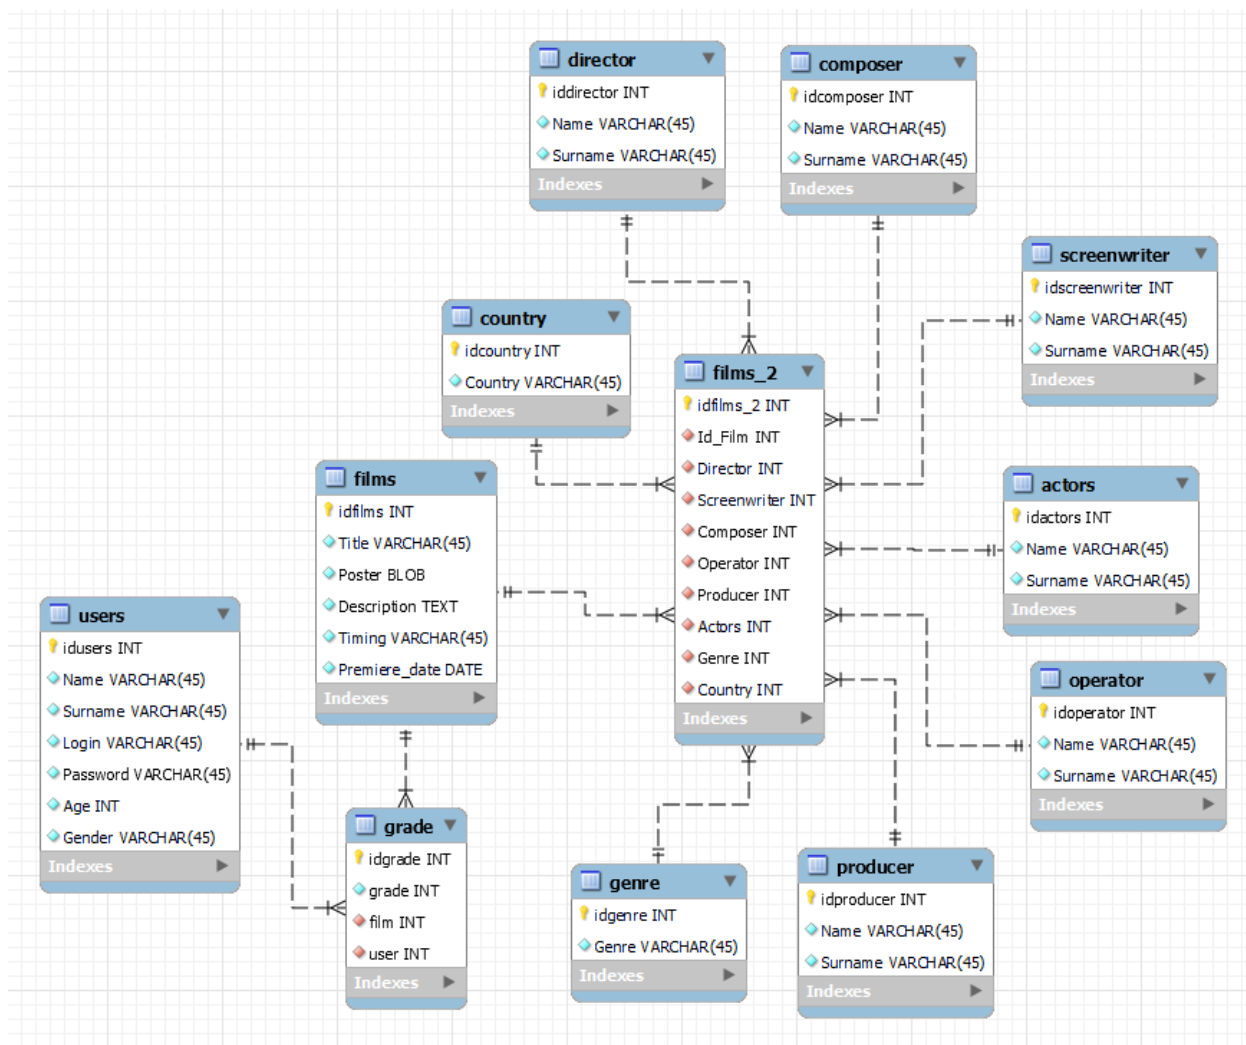 director
iddirector INT
Name VARCHAR(45)
Surname VARCHAR(45)
Indexes
composer
idcomposer INT
Name VARCHAR(45)
Surname VARCHAR(45)
Indexes
screenwriter
idscreenwriter INT
Name VARCHAR(45)
Surname VARCHAR(45)
Indexes
country
idcountry INT
Country VARCHAR(45)
Indexes
films_2
idfilms_2 INT
Id_Film INT
Director INT
Screenwriter INT
Composer INT
Operator INT
Producer INT
Actors INT
Genre INT
Country INT
Indexes
films
idfilms INT
Title VARCHAR(45)
Poster BLOB
Description TEXT
Timing VARCHAR(45)
Premiere_date DATE
Indexes
actors
idactors INT
Name VARCHAR(45)
Surname VARCHAR(45)
Indexes
users
idusers INT
Name VARCHAR(45)
Surname VARCHAR(45)
Login VARCHAR(45)
Password VARCHAR(45)
Age INT
Gender VARCHAR(45)
Indexes
operator
idoperator INT
Name VARCHAR(45)
Surname VARCHAR(45)
Indexes
grade
idgrade INT
grade INT
film INT
user INT
Indexes
genre
idgenre INT
Genre VARCHAR(45)
Indexes
producer
idproducer INT
Name VARCHAR(45)
Surname VARCHAR(45)
Indexes